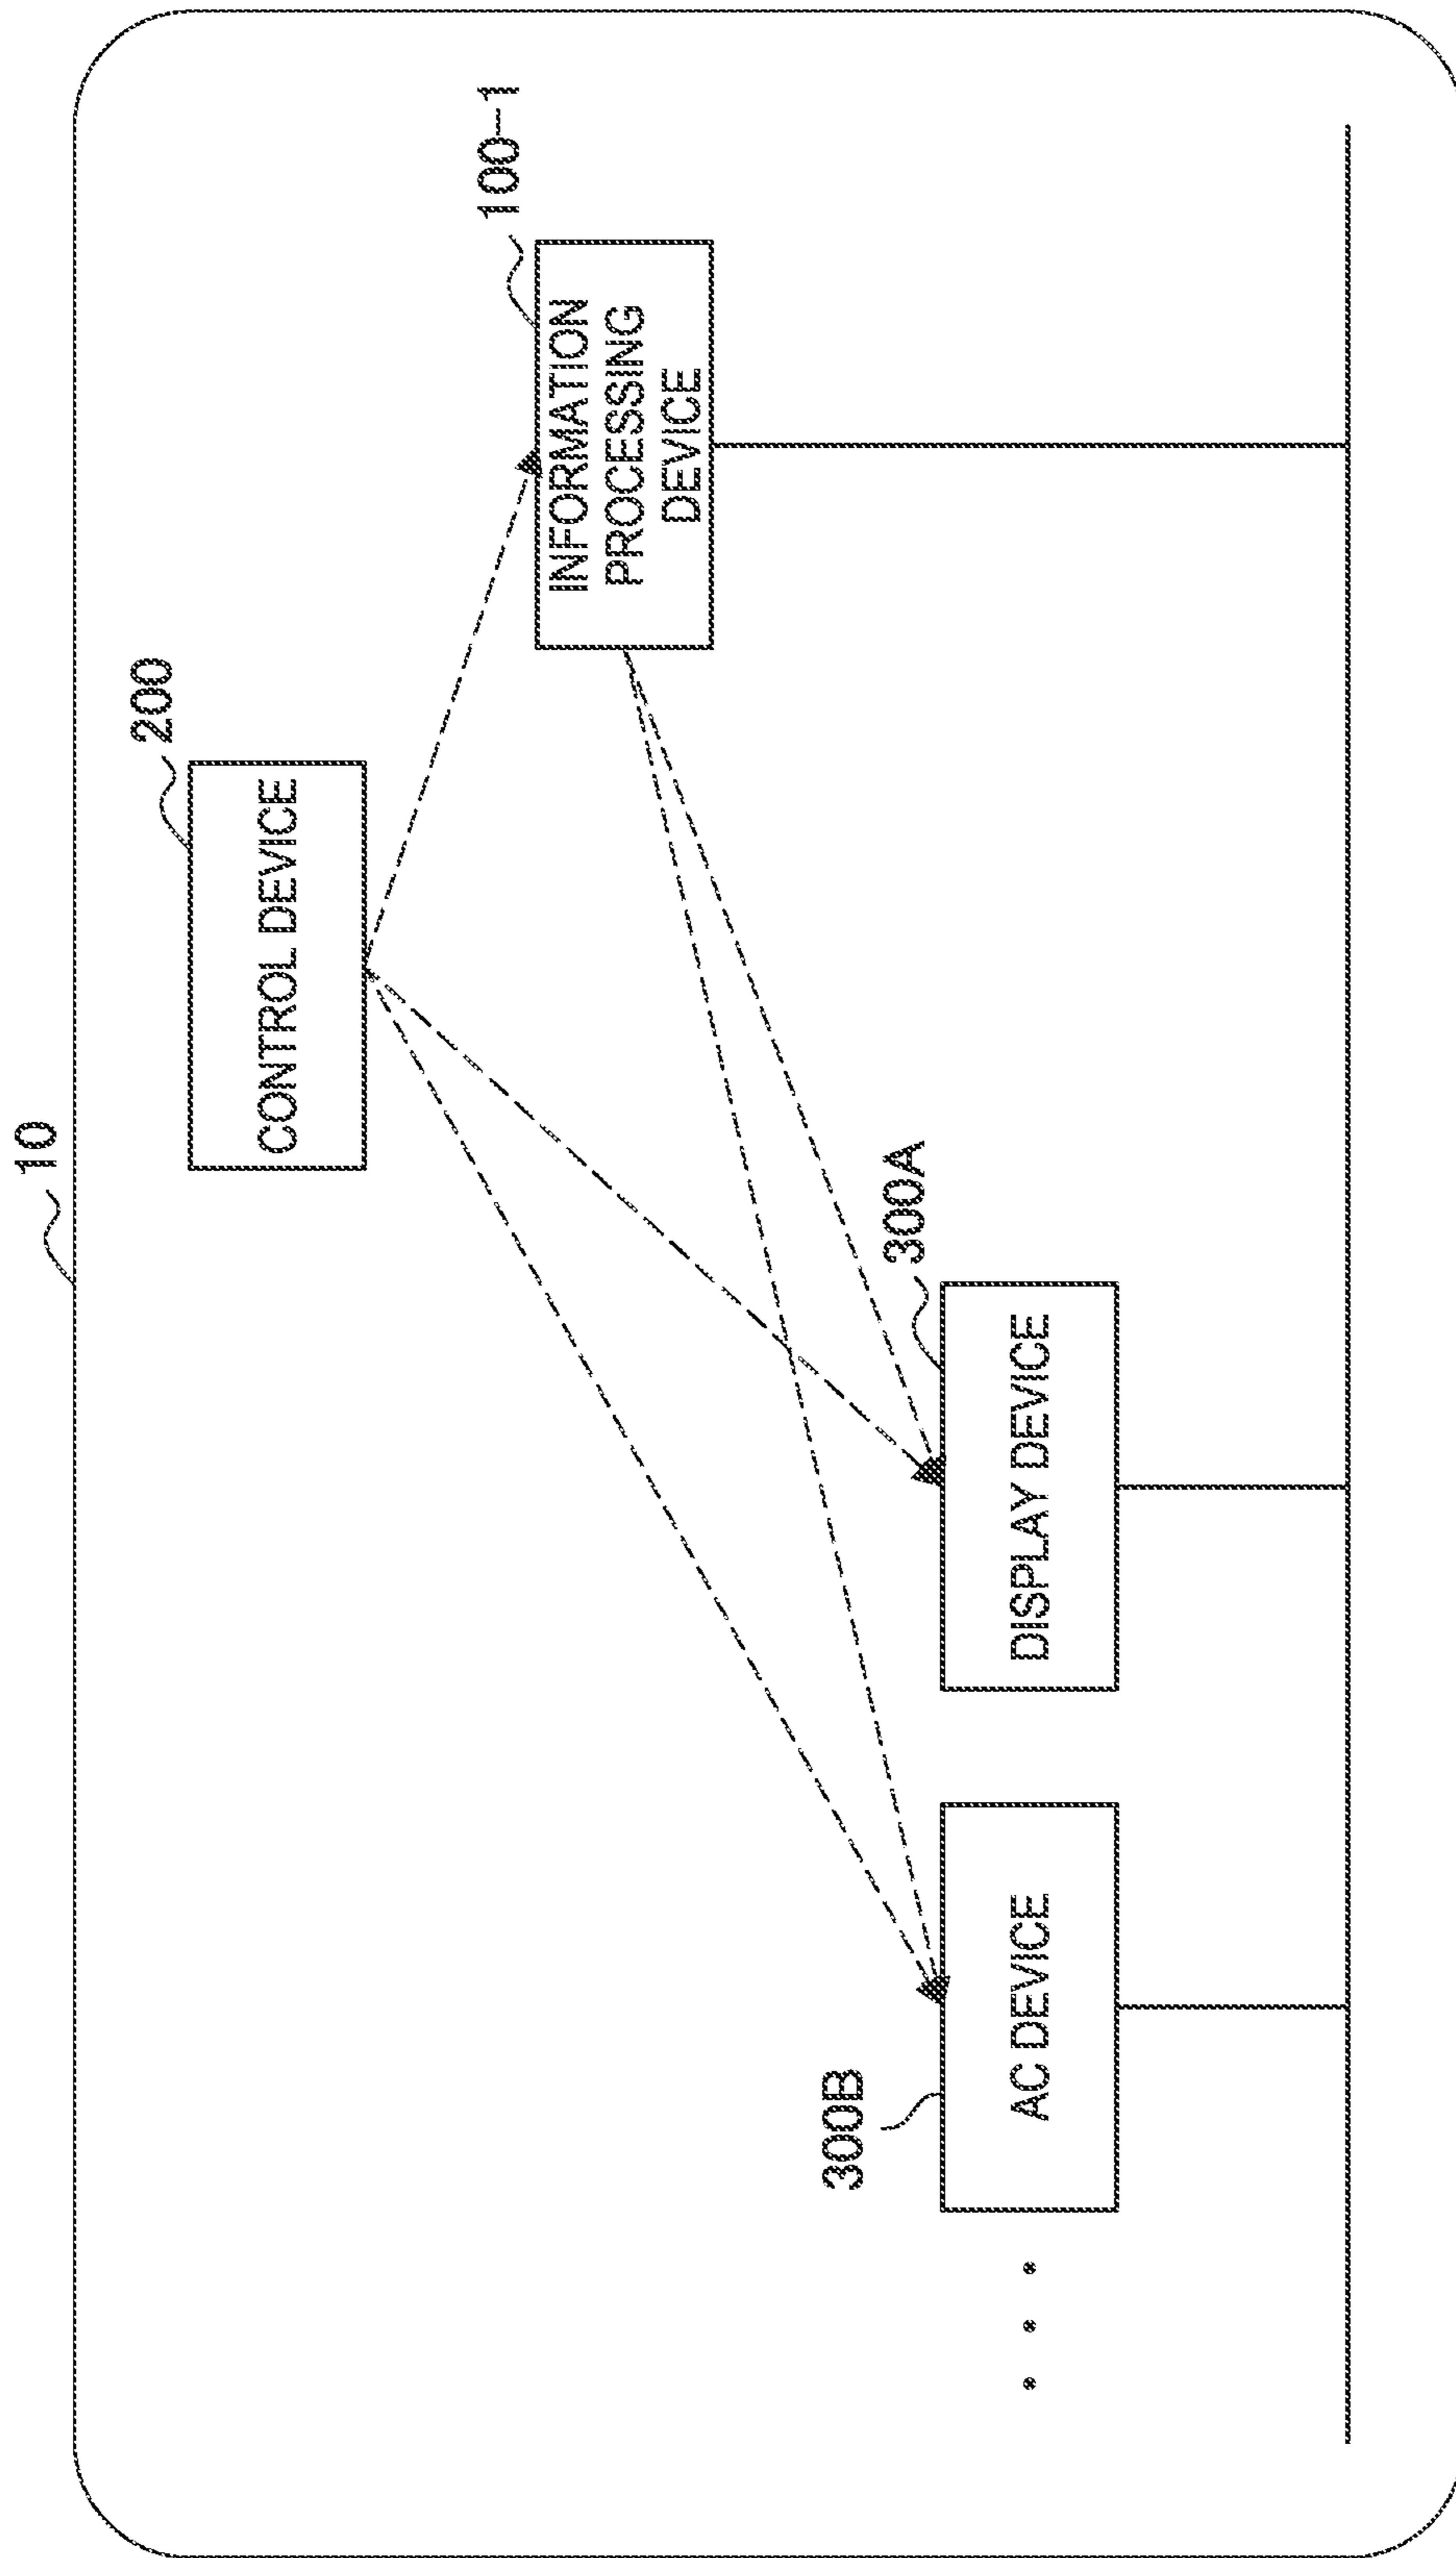 10
200
CONTROL DEVICE
100-1
INFORMATION
PROCESSING
DEVICE
300B
300A
AC DEVICE
DISPLAY DEVICE